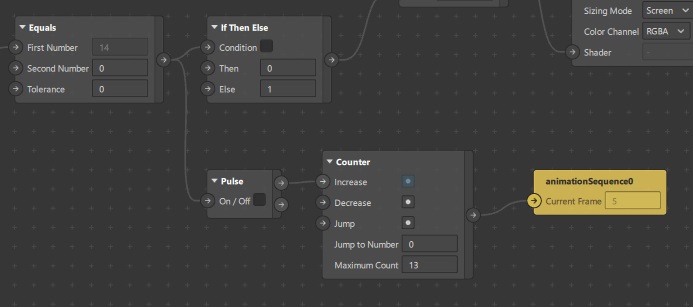 Equals
First Number 14
Second Number 0
Tolerance 0
If Then Else
Condition
Then 0
Else 1
Sizing Mode Screen
Color Channel RGBA
Shader
Pulse
On / Off
Counter
Increase
Decrease
Jump
Jump to Number 0
Maximum Count 13
animationSequence0
Current Frame 5